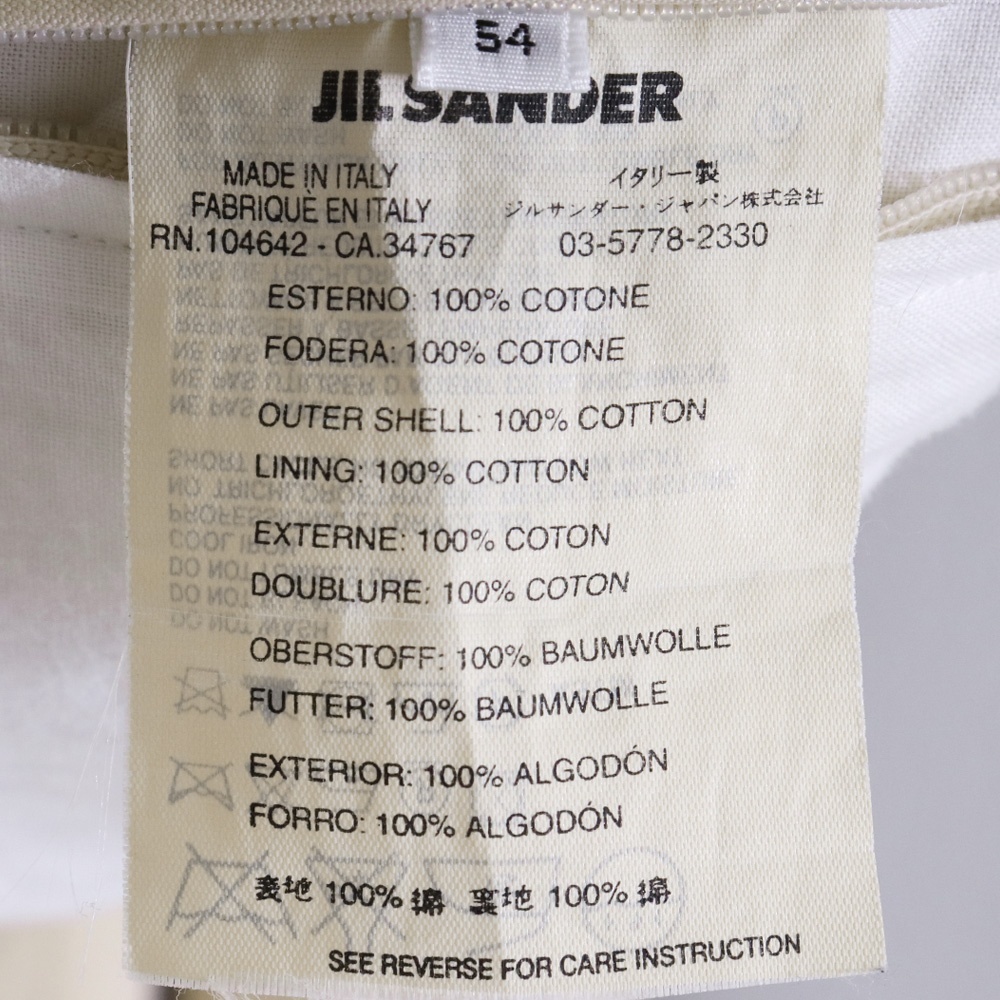 54
JIL SANDER
MADE IN ITALY
FABRIQUÈ EN ITALY
RN.104642 - CA.34767
イタリー製
ジルサンダー・ジャパン株式会社
03-5778-2330
ESTERNO: 100% COTONE
FODERA: 100% COTONE
OUTER SHELL: 100% COTTON
LINING: 100% COTTON
EXTERNE: 100% COTON
DOUBLURE: 100% COTON
OBERSTOFF: 100% BAUMWOLLE
FUTTER: 100% BAUMWOLLE
EXTERIOR: 100% ALGODÓN
FORRO: 100% ALGODÓN
表地 100% 綿 裏地 100% 綿
SEE REVERSE FOR CARE INSTRUCTION